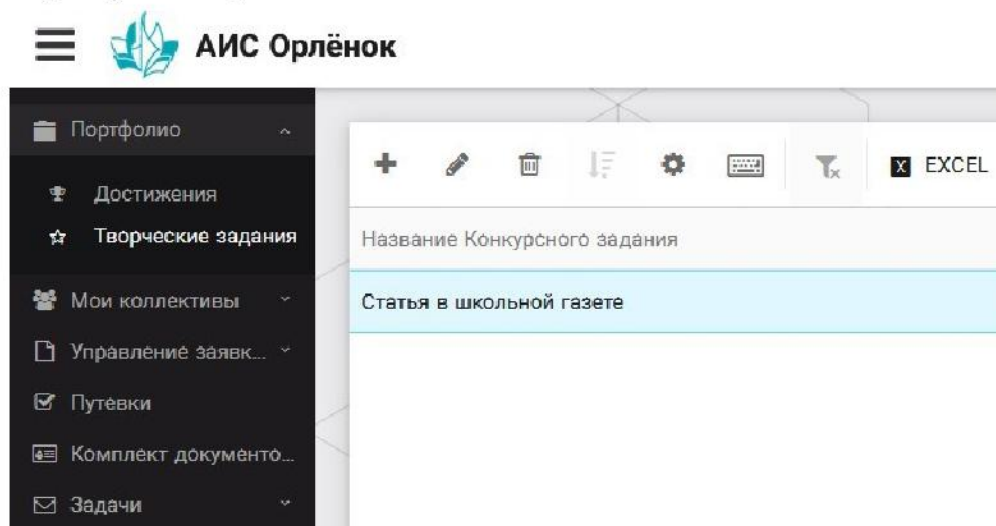 АИС Орлёнок
Портфолио
Достижения
Творческие задания
Мои коллективы
Управление заявк...
Путевки
Комплект документо...
Задачи
X EXCEL
Название Конкурсного задания
Статья в школьной газете